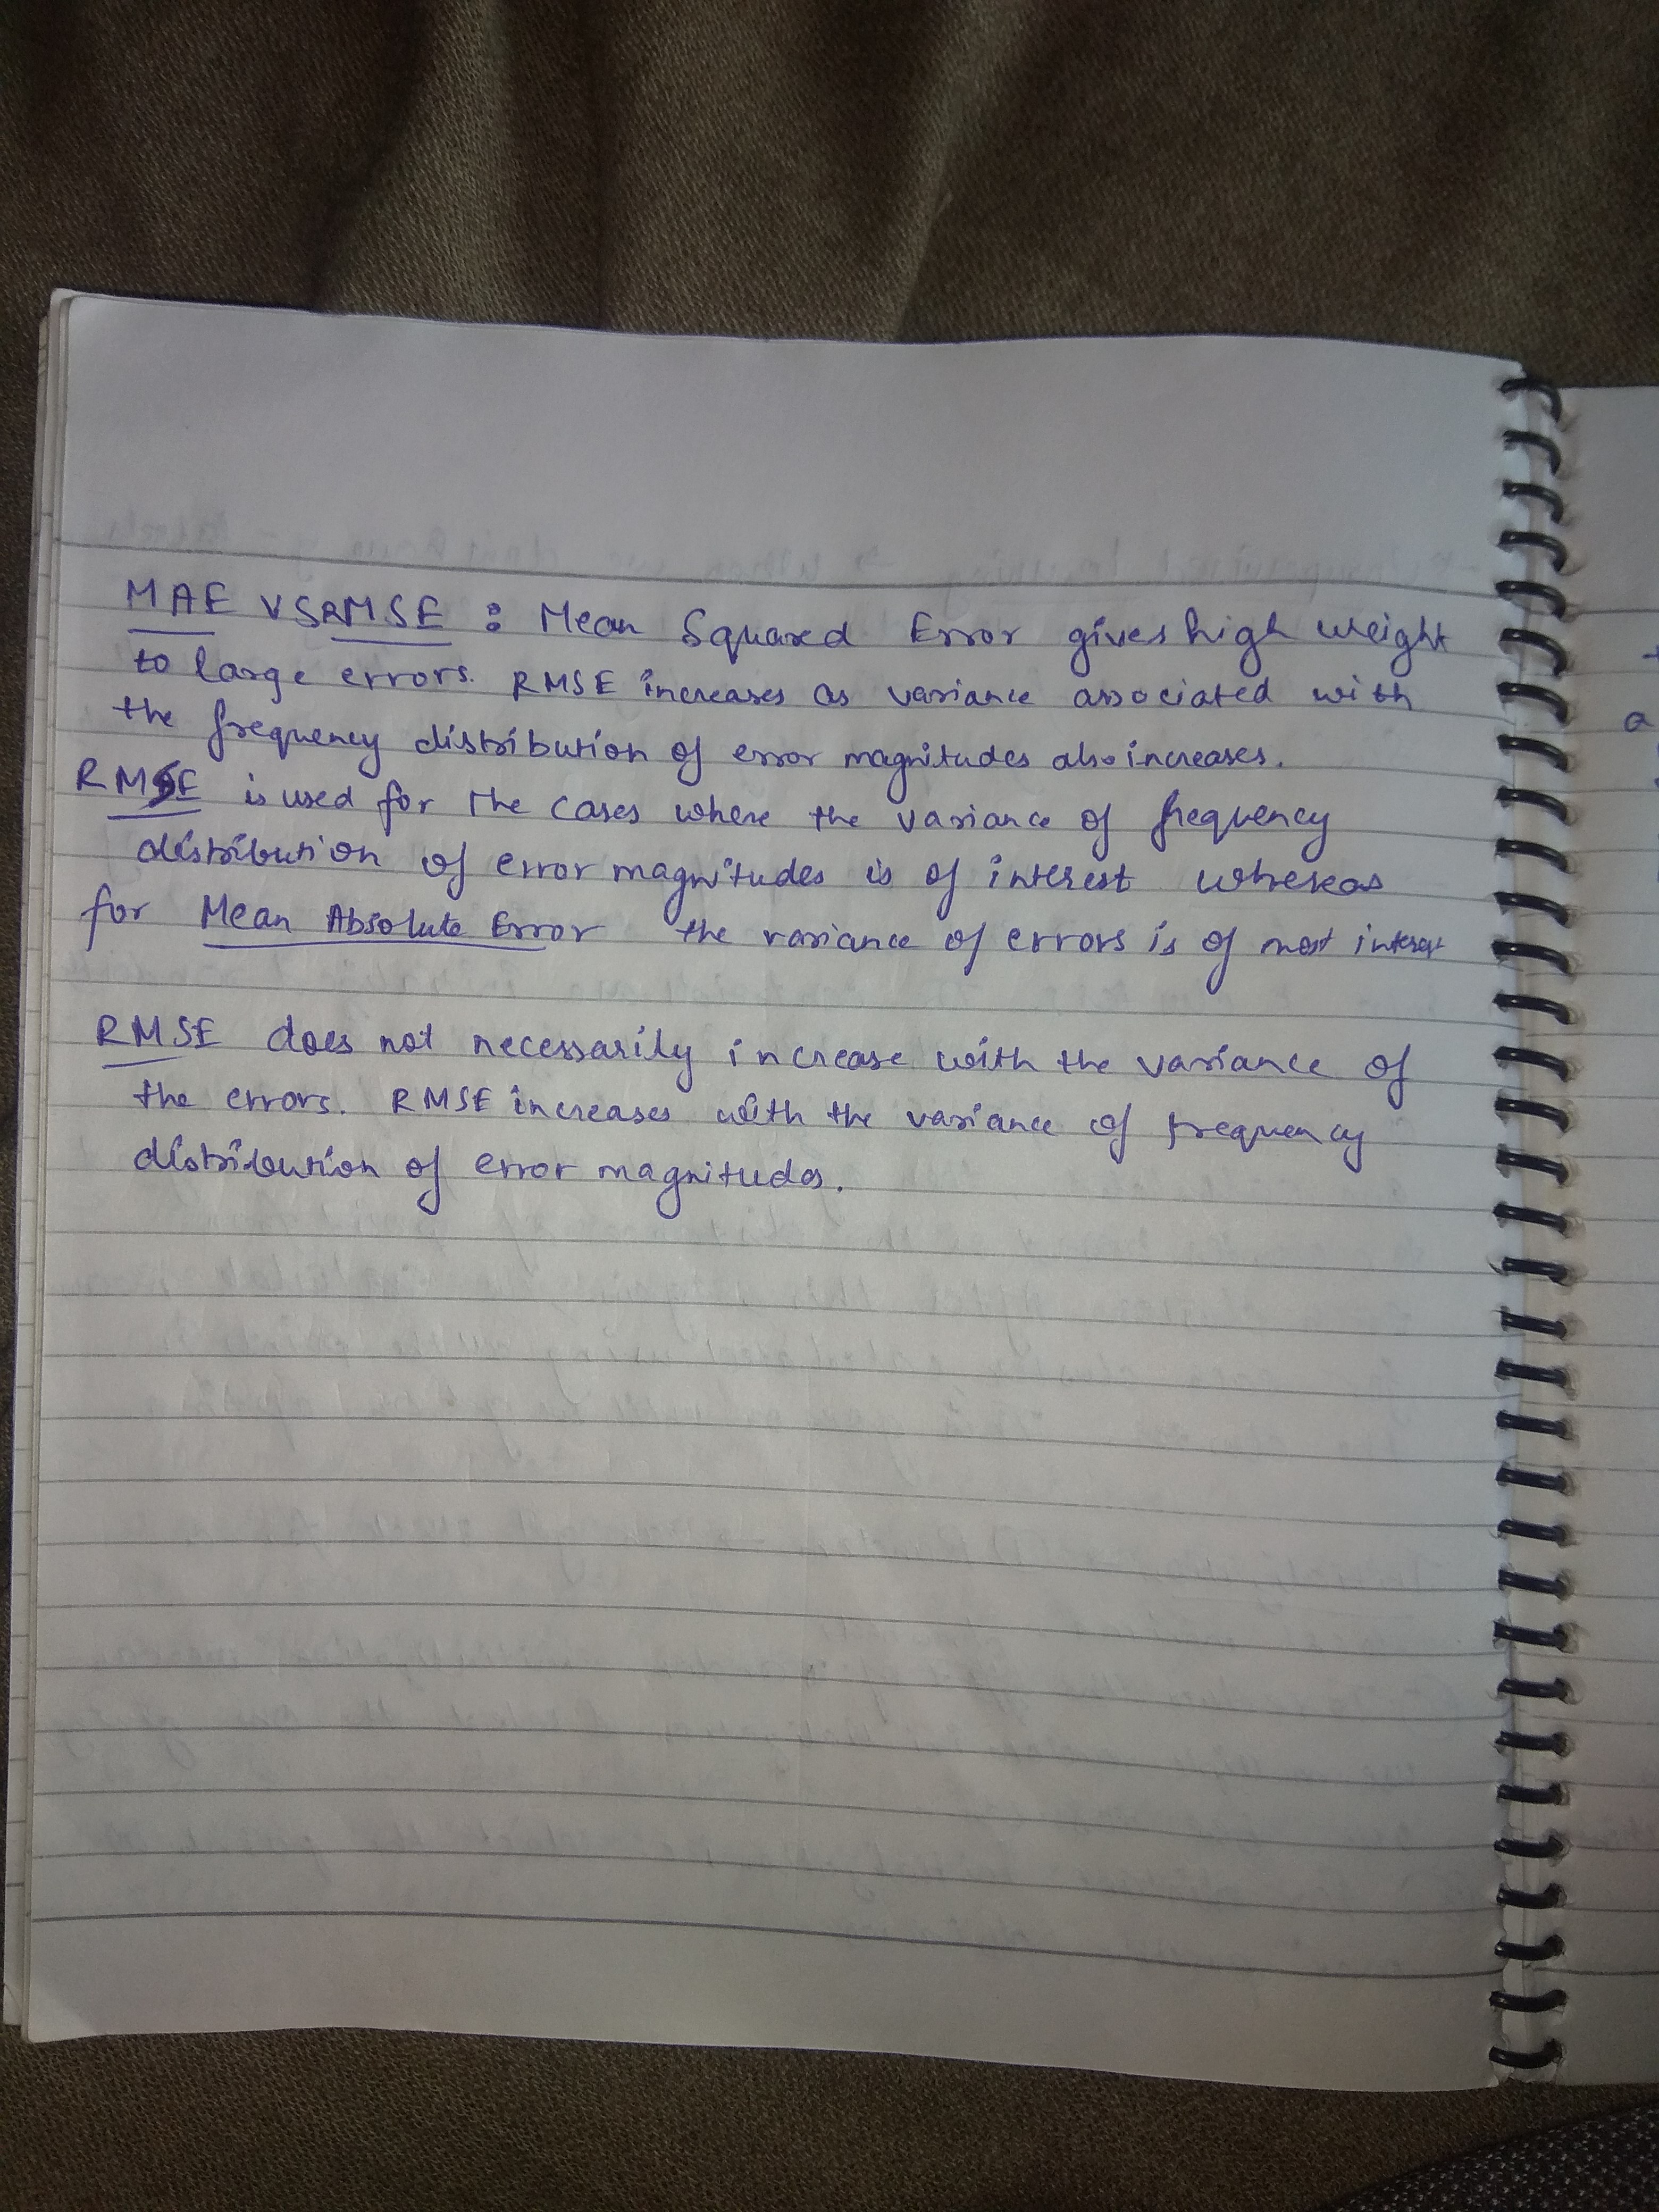 MAE VS RMSE : Mean Squared Error gives high weight
to large errors. RMSE increases as variance associated with
the frequency distribution of error magnitudes also increases.
RMSE is used for the cases where the variance of frequency
distribution of error magnitudes is of interest whereas
for Mean Absolute Error the variance of errors is of most interest
RMSE does not necessarily increase with the variance of
the errors. RMSE increases with the variance of frequency
distribution of error magnitudes.